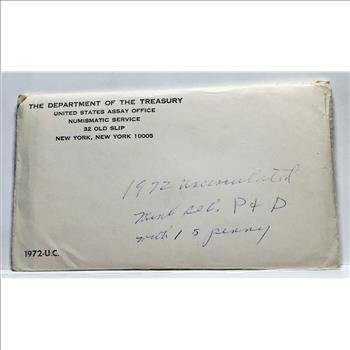 THE DEPARTMENT OF THE TREASURY
UNITED STATES ASSAY OFFICE
NUMISMATIC SERVICE
32 OLD SLIP
NEW YORK, NEW YORK 10005
1972 Uncirculated
Mint set P & D
with 1 S penny
1972-U.C.